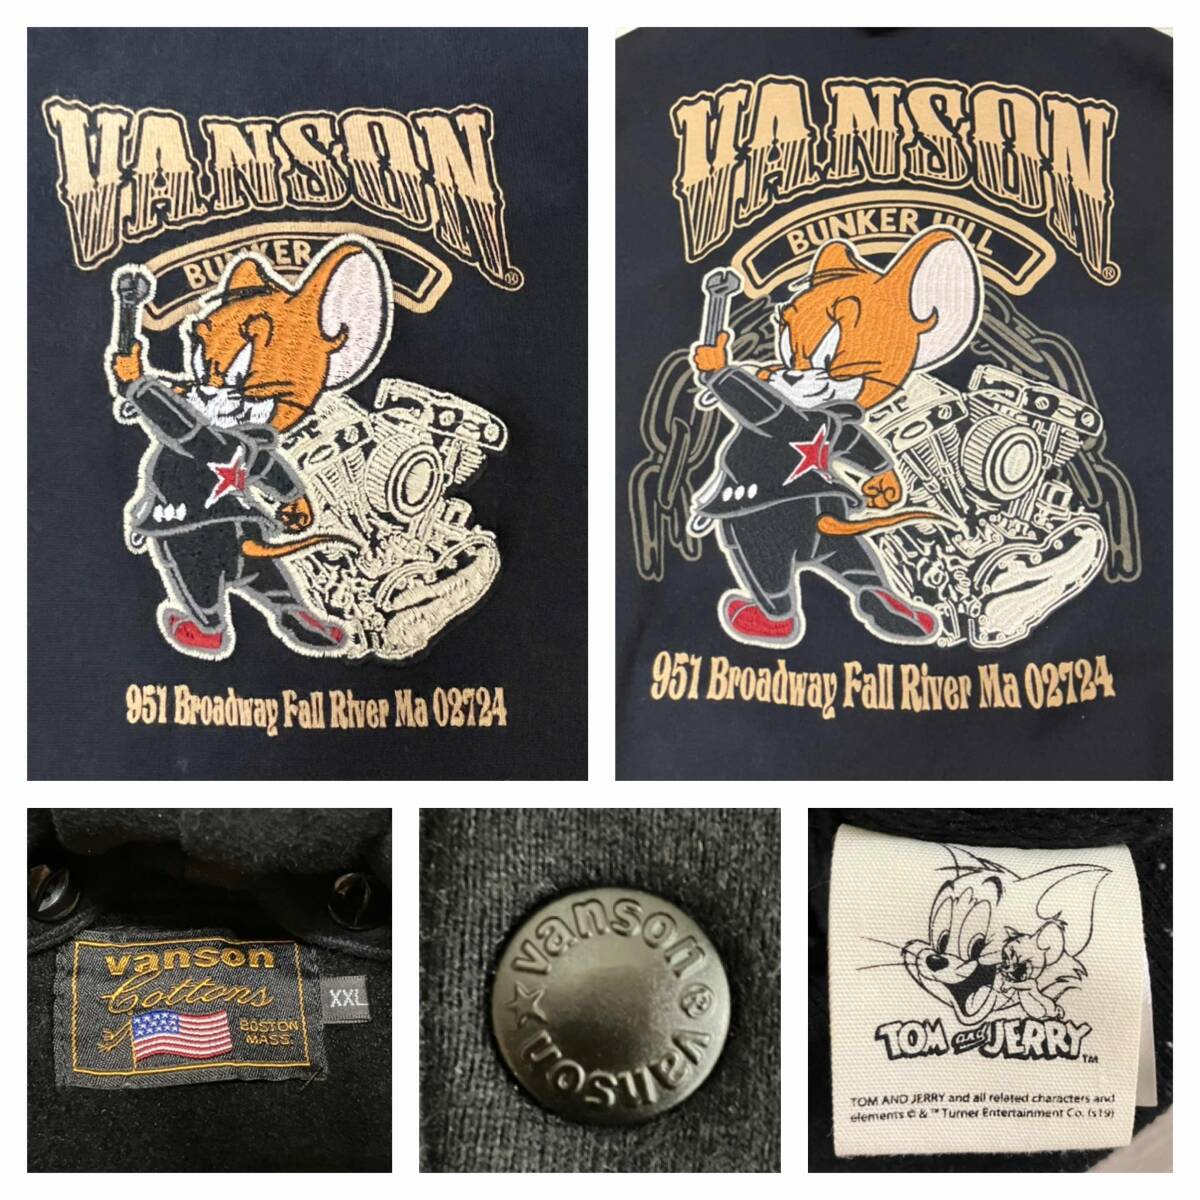 VANSON
BUNKER
®
951 Broadway Fall River Ma 02724
VANSON
BUNKER HILL
®
951 Broadway Fall River Ma 02724
vanson
Cottons
BOSTON
MASS.
XXL
vanson® vanson
TOM AND JERRY™
TOM AND JERRY and all related characters and
elements © & ™ Turner Entertainment Co. (s19)